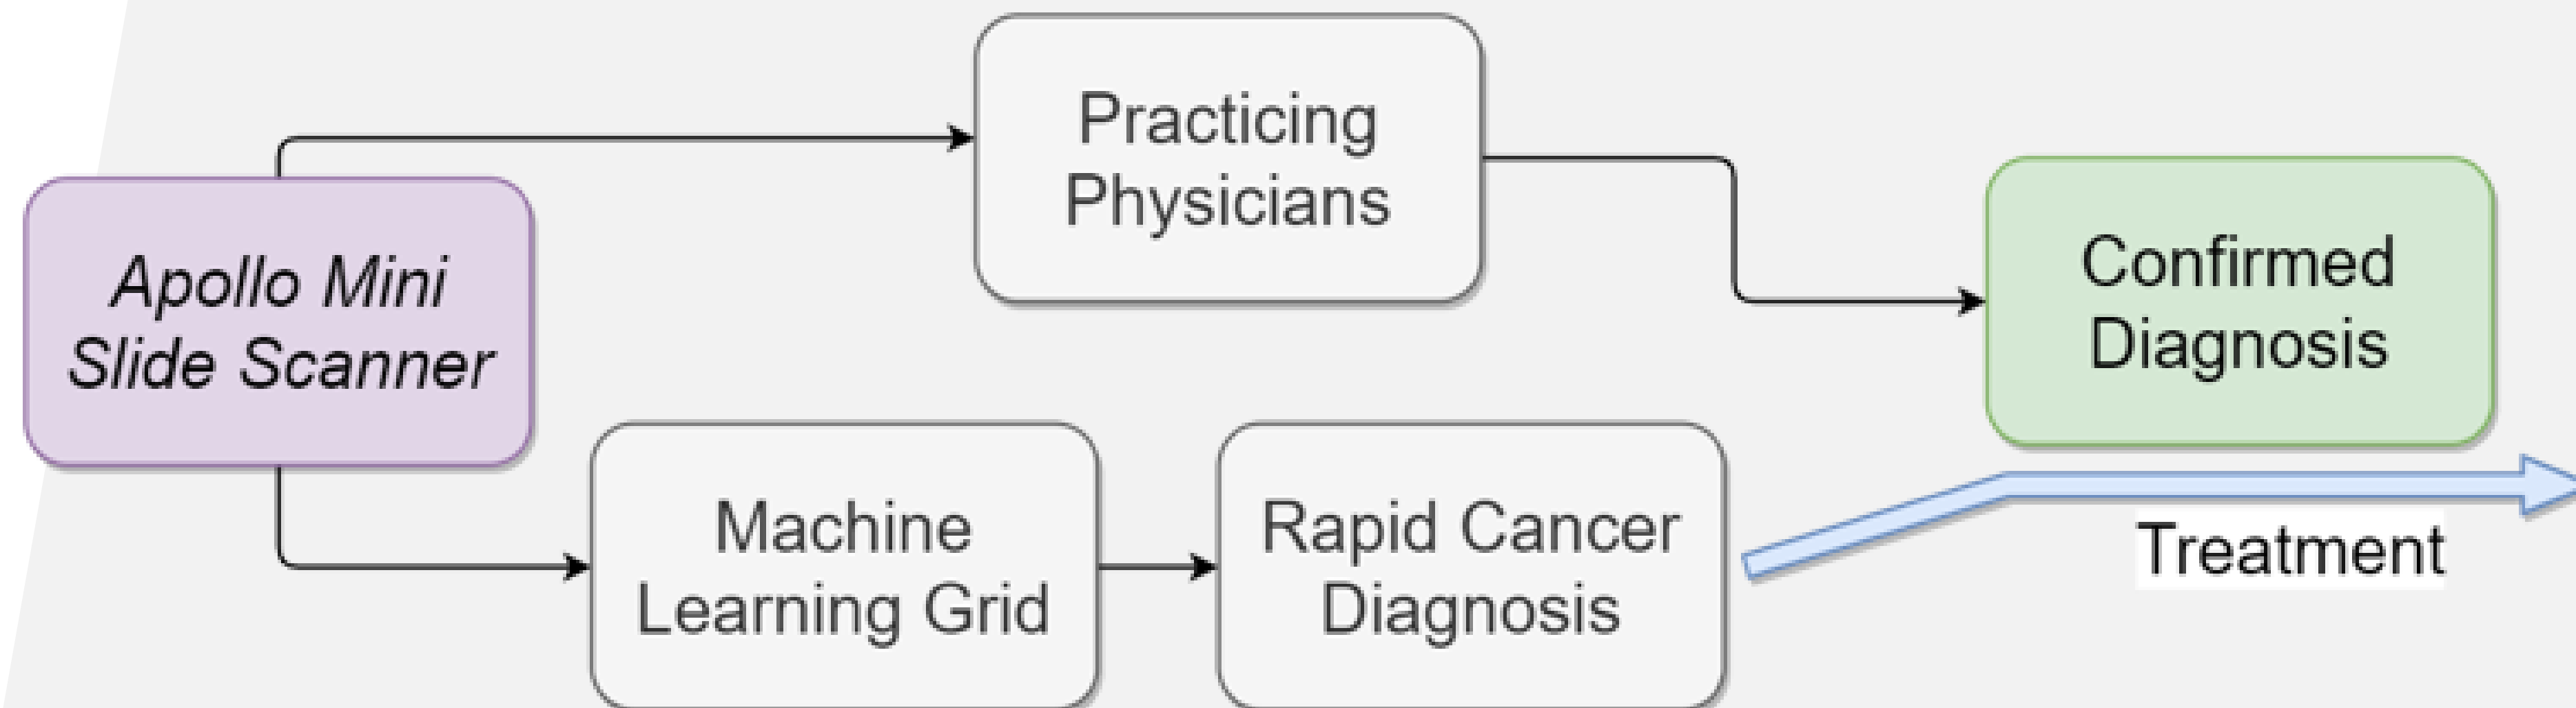 Practicing
Physicians
Apollo Mini
Slide Scanner
Confirmed
Diagnosis
Machine
Learning Grid
Rapid Cancer
Diagnosis
Treatment